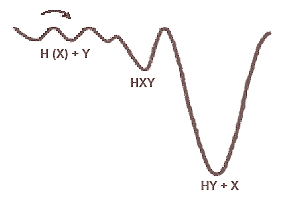 H (X) + Y
HXY
HY + X